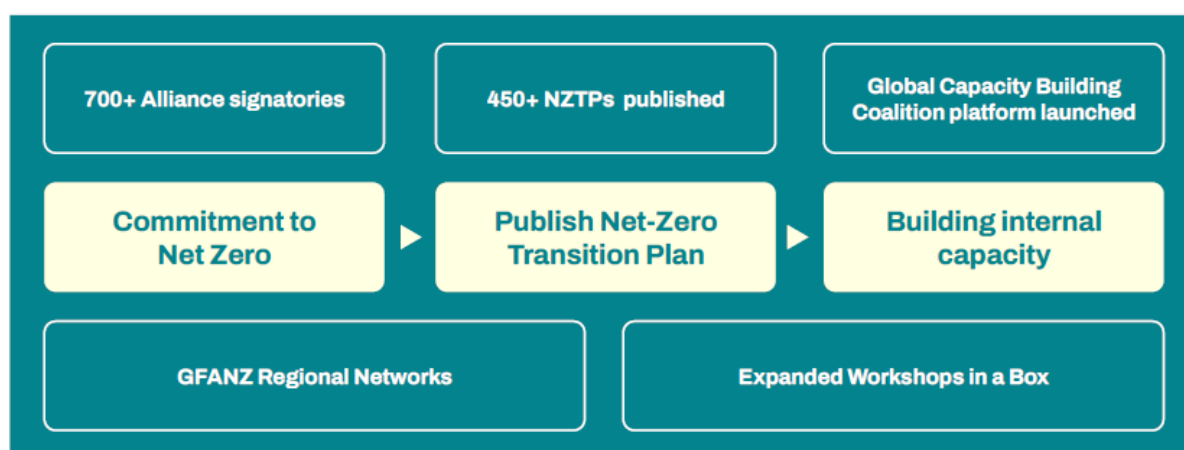 700+ Alliance signatories
450+ NZTPs published
Global Capacity Building
Coalition platform launched
Commitment to
Net Zero
Publish Net-Zero
Transition Plan
Building internal
capacity
GFANZ Regional Networks
Expanded Workshops in a Box